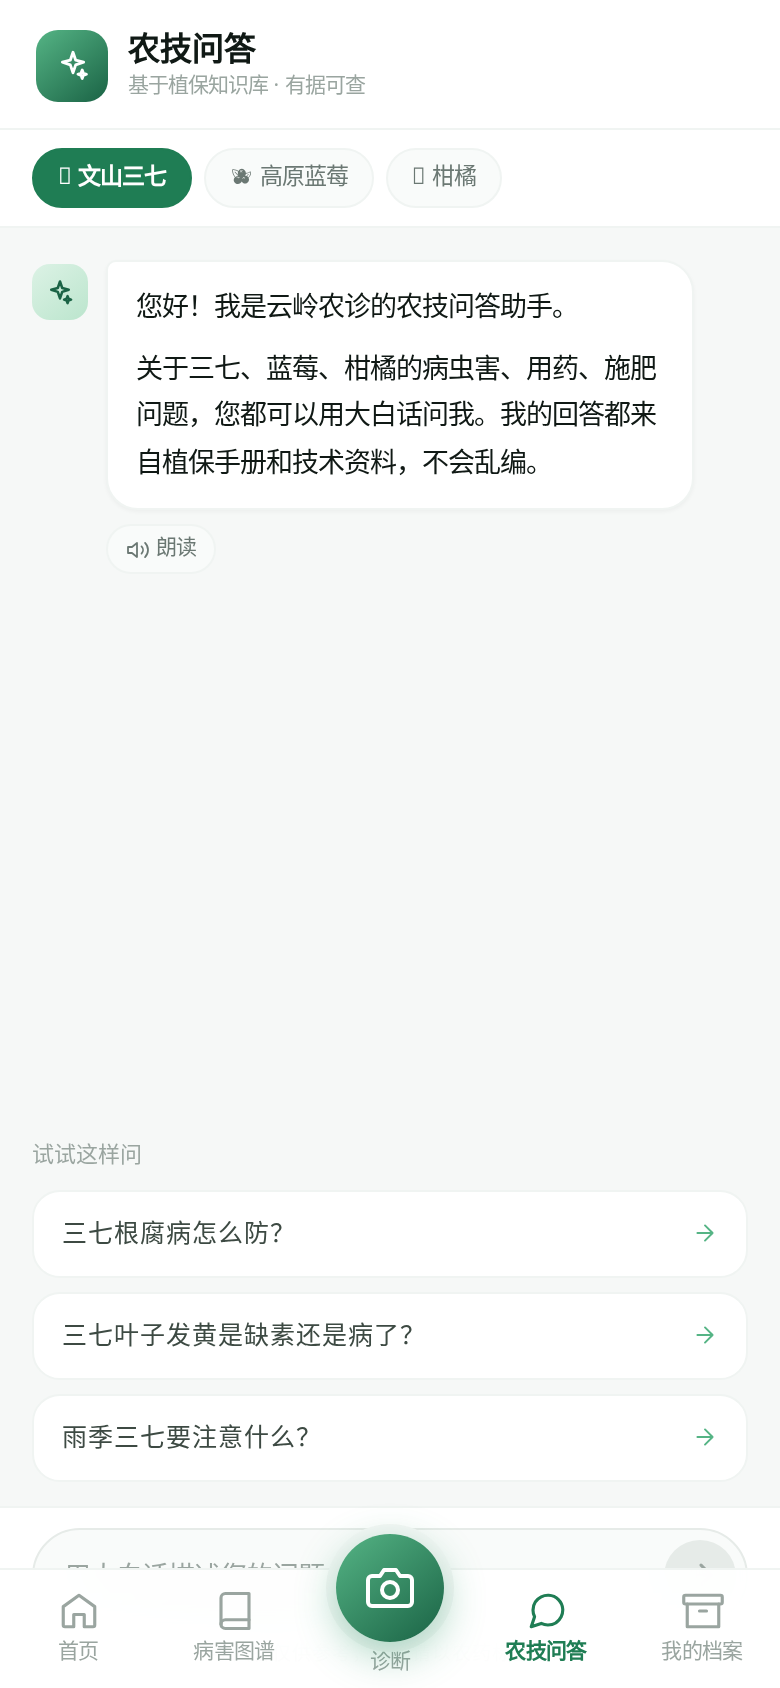 农技问答
基于植保知识库 · 有据可查
文山三七
高原蓝莓
柑橘
您好！我是云岭农诊的农技问答助手。
关于三七、蓝莓、柑橘的病虫害、用药、施肥
问题，您都可以用大白话问我。我的回答都来
自植保手册和技术资料，不会乱编。
朗读
试试这样问
三七根腐病怎么防？
三七叶子发黄是缺素还是病了？
雨季三七要注意什么？
首页
病害图谱
诊断
农技问答
我的档案